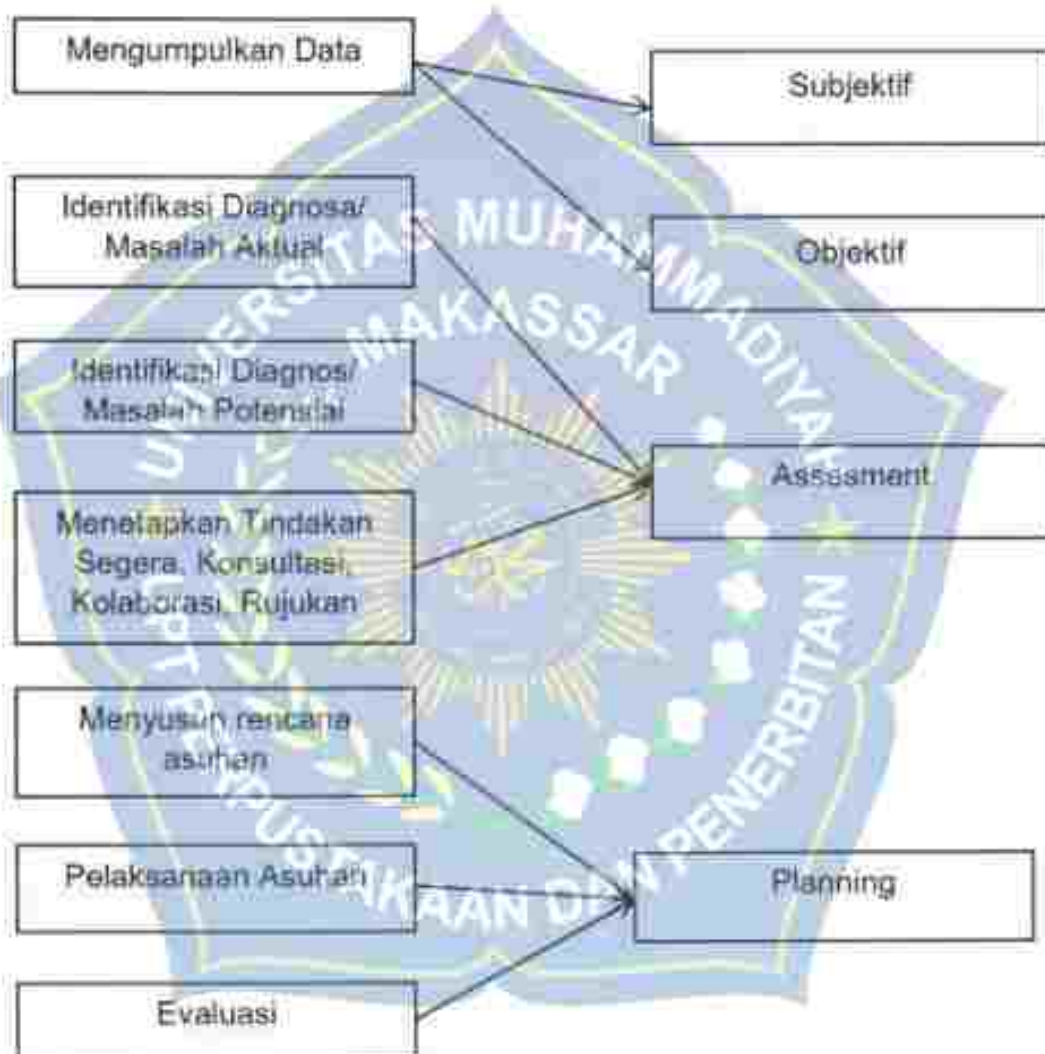 Mengumpulkan Data
Subjektif
Identifikasi Diagnosa/
Masalah Aktual
Objektif
Identifikasi Diagnos/
Masalah Potensial
Assesment
Menetapkan Tindakan
Segera, Konsultasi,
Kolaborasi, Rujukan
Menyusun rencana
asuhan
Pelaksanaan Asuhan
Planning
Evaluasi
UNIVERSITAS MUHAMMADIYAH
MAKASSAR
UPT PERPUSTAKAAN DAN PENERBITAN